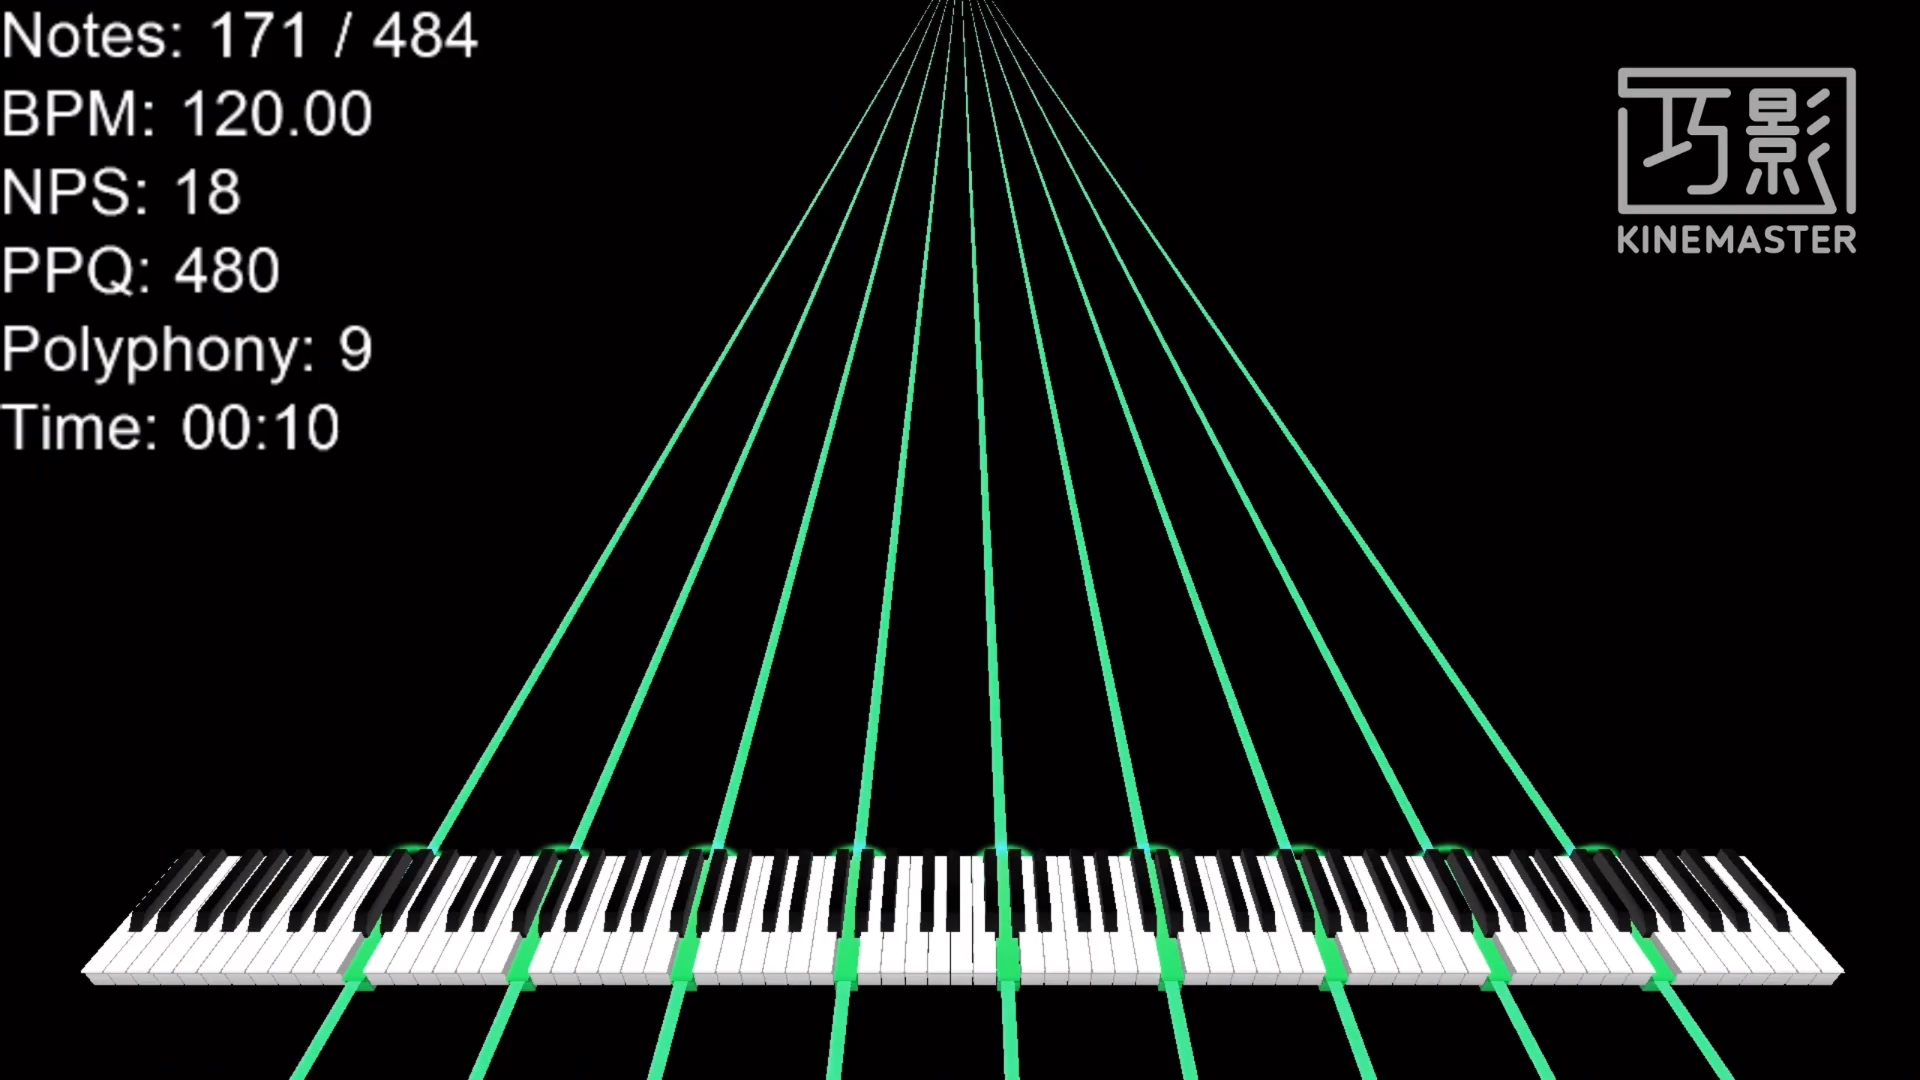 Notes: 171 / 484
BPM: 120.00
NPS: 18
PPQ: 480
Polyphony: 9
Time: 00:10
巧影
KINEMASTER